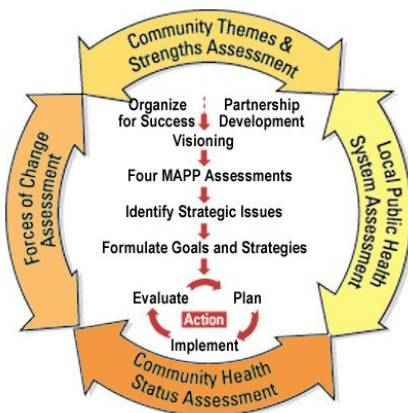 Community Themes &
Strengths Assessment
Organize
for Success
Partnership
Development
Visioning
Four MAPP Assessments
Identify Strategic Issues
Formulate Goals and Strategies
Evaluate
Plan
Action
Implement
Forces of Change
Assessment
Local Public Health
System Assessment
Community Health
Status Assessment